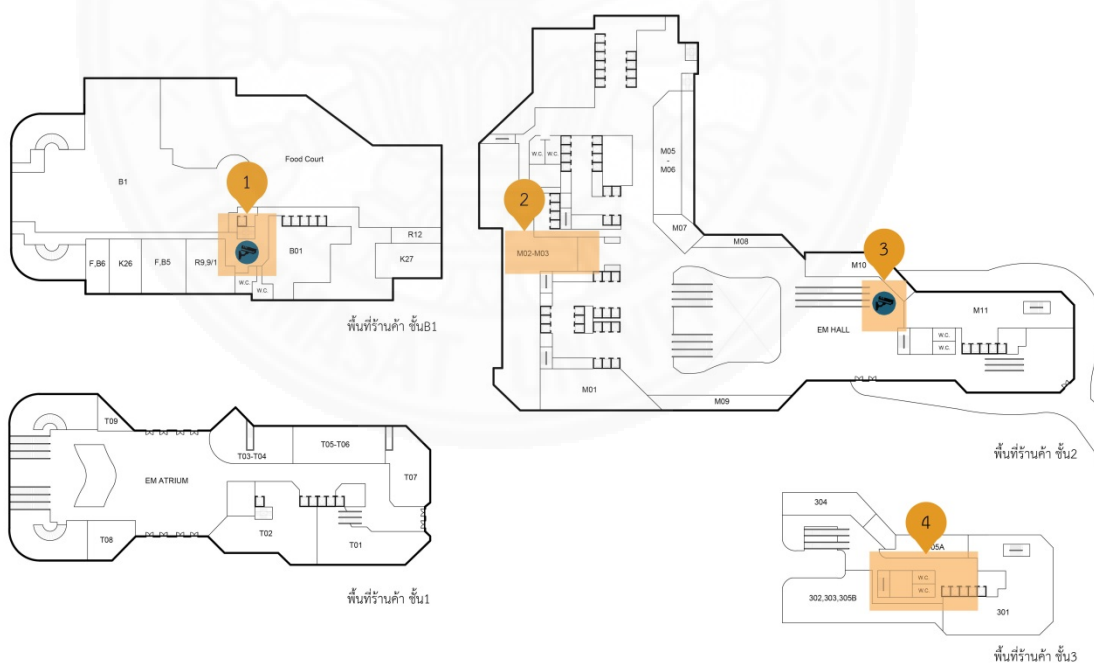 1
Food Court
B1
R12
B01
F,B6
K26
F,B5
R9,9/1
K27
W.C.
W.C.
พื้นที่ร้านค้า ชั้นB1
W.C.
W.C.
M05
-
M06
2
M07
M02-M03
M08
3
M10
M11
EM HALL
W.C.
W.C.
M01
M09
พื้นที่ร้านค้า ชั้น2
T09
T03-T04
T05-T06
T07
EM ATRIUM
T02
T01
T08
พื้นที่ร้านค้า ชั้น1
304
4
05A
W.C.
W.C.
302,303,305B
301
พื้นที่ร้านค้า ชั้น3